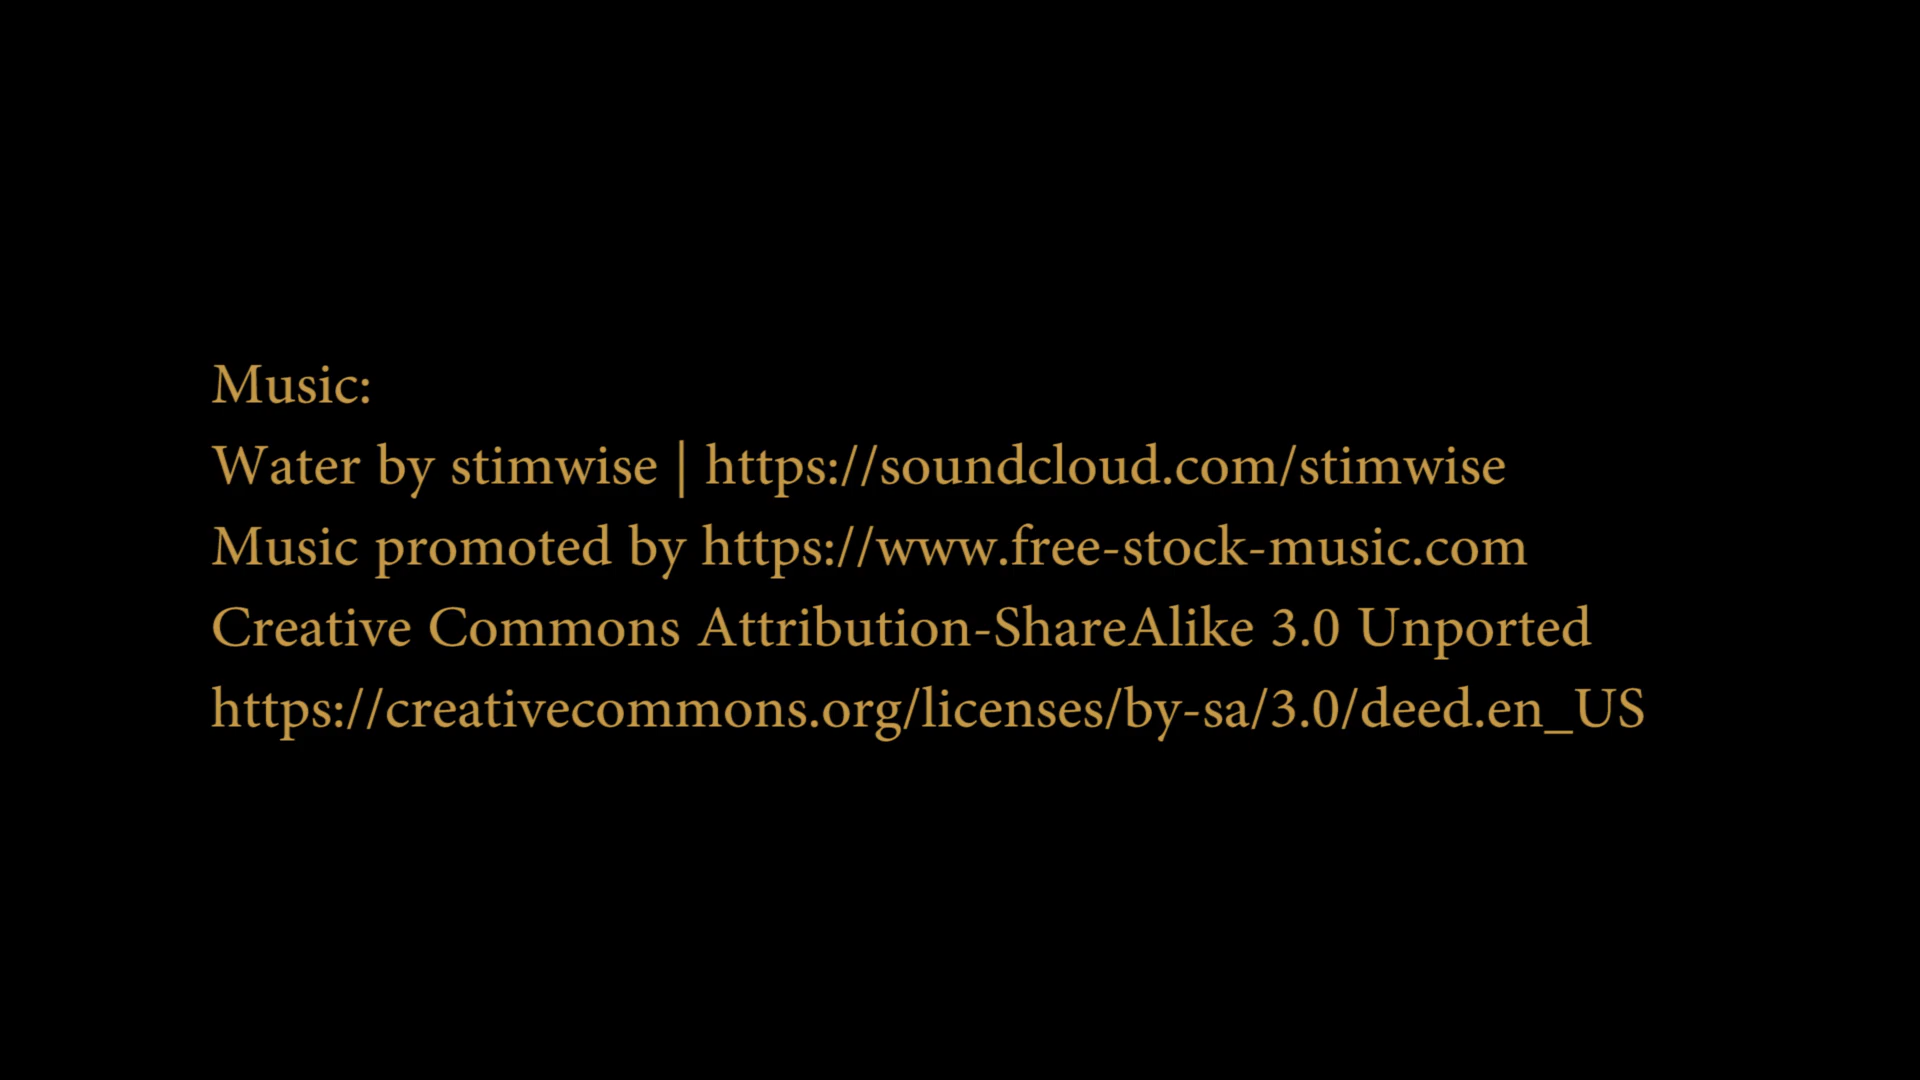 Music:
Water by stimwise | https://soundcloud.com/stimwise
Music promoted by https://www.free-stock-music.com
Creative Commons Attribution-ShareAlike 3.0 Unported
https://creativecommons.org/licenses/by-sa/3.0/deed.en_US